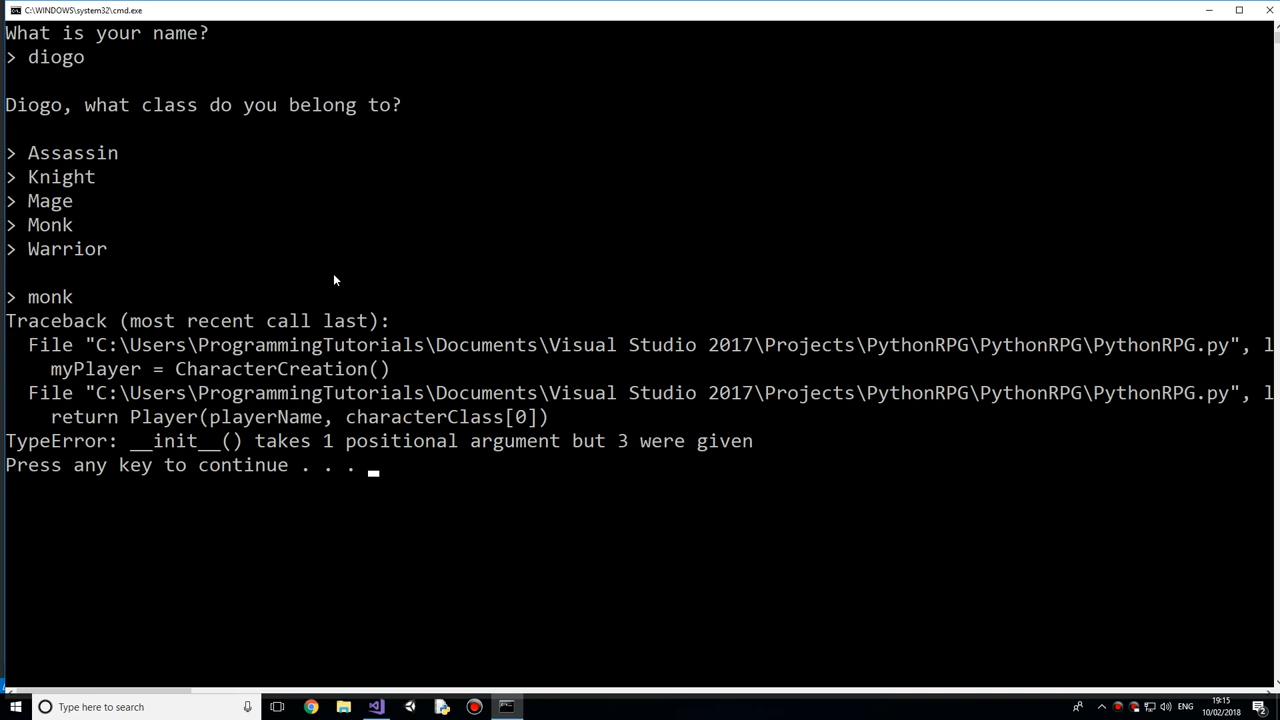 C:\WINDOWS\system32\cmd.exe
What is your name?
> diogo
Diogo, what class do you belong to?
> Assassin
> Knight
> Mage
> Monk
> Warrior
> monk
Traceback (most recent call last):
File "C:\Users\ProgrammingTutorials\Documents\Visual Studio 2017\Projects\PythonRPG\PythonRPG\PythonRPG.py", l
myPlayer = CharacterCreation()
File "C:\Users\ProgrammingTutorials\Documents\Visual Studio 2017\Projects\PythonRPG\PythonRPG\PythonRPG.py", l
return Player(playerName, characterClass[0])
TypeError: __init__() takes 1 positional argument but 3 were given
Press any key to continue . . .
Type here to search
ENG
19:15
10/02/2018
2